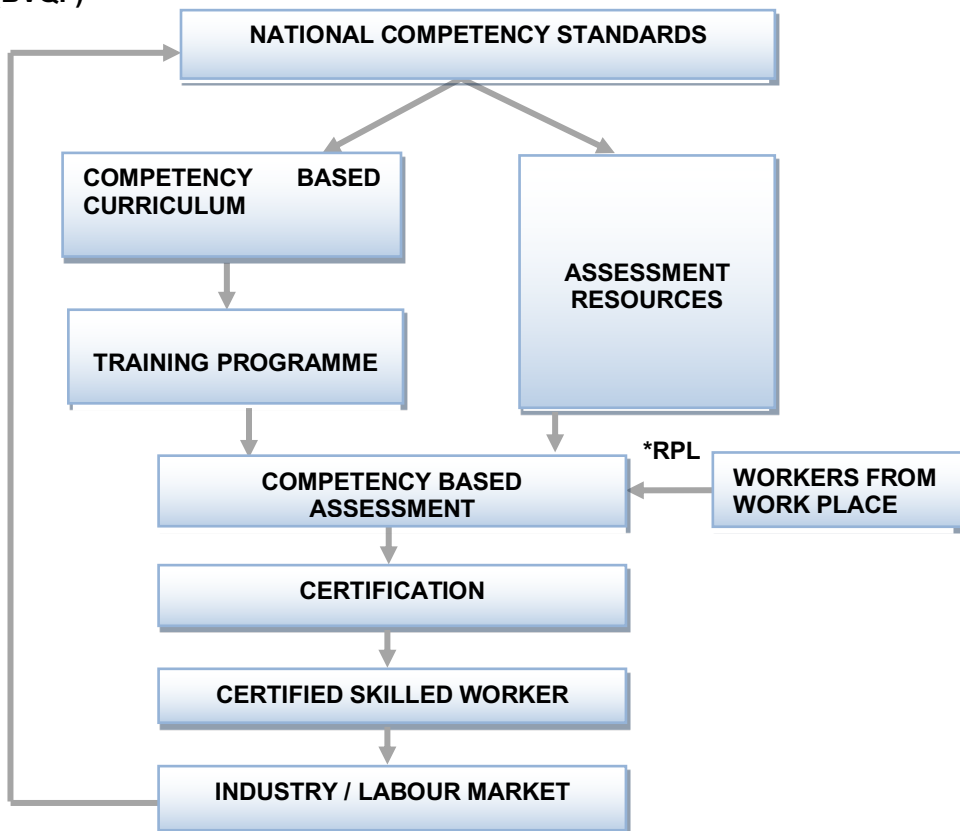 NATIONAL COMPETENCY STANDARDS
COMPETENCY BASED
CURRICULUM
ASSESSMENT
RESOURCES
TRAINING PROGRAMME
*RPL
COMPETENCY BASED
ASSESSMENT
WORKERS FROM
WORK PLACE
CERTIFICATION
CERTIFIED SKILLED WORKER
INDUSTRY / LABOUR MARKET